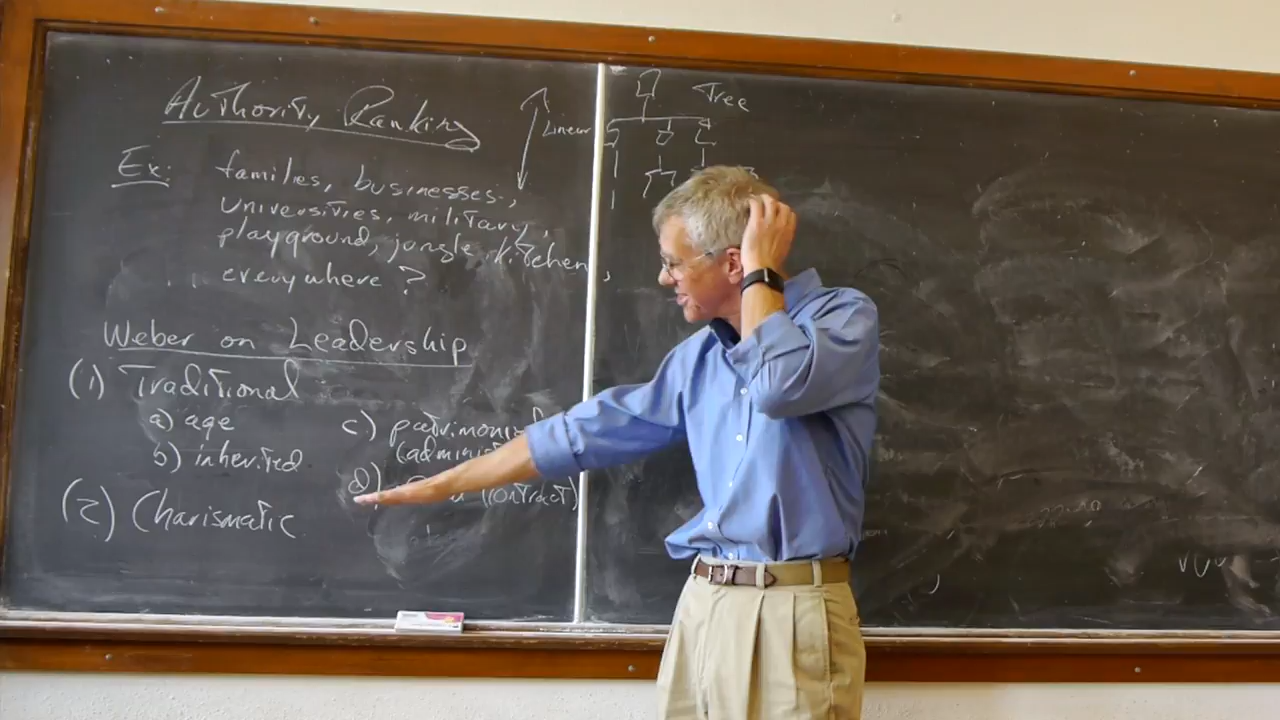 Authority Ranking
Linear
Tree
Ex: families, businesses,
Universities, military,
playground, jungle, kitchen,
... everywhere?
Weber on Leadership
(1) Traditional
a) age
b) inherited
c)
d) (contract)
(2) Charismatic